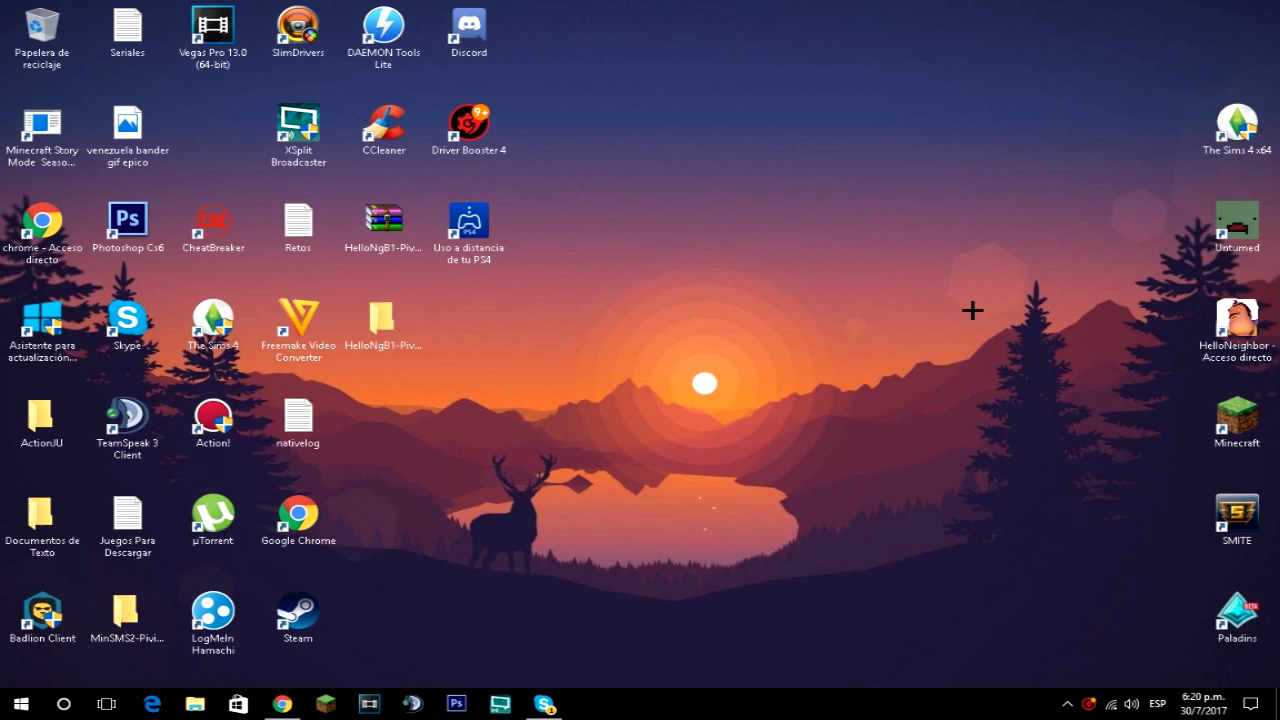 Papelera de
reciclaje
Seriales
Vegas Pro 13.0
(64-bit)
SlimDrivers
DAEMON Tools
Lite
Discord
Minecraft Story
Mode Seaso...
venezuela bander
gif epico
XSplit
Broadcaster
CCleaner
9+
Driver Booster 4
The Sims 4 x64
chrome - Acceso
directo
Ps
Photoshop Cs6
CheatBreaker
Retos
HelloNgB1-Piv...
PS4
Uso a distancia
de tu PS4
Unturned
Asistente para
actualización...
Skype
The Sims 4
Freemake Video
Converter
HelloNgB1-Piv...
HelloNeighbor -
Acceso directo
ActionJU
TeamSpeak 3
Client
Action!
nativelog
Minecraft
Documentos de
Texto
Juegos Para
Descargar
µTorrent
Google Chrome
SMITE
Badlion Client
MinSMS2-Pivi...
LogMeIn
Hamachi
Steam
BETA
Paladins
Ps
1
ESP
6:20 p.m.
30/7/2017